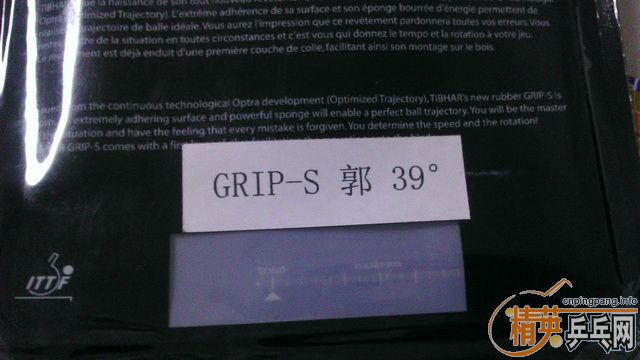 que la naissance de son tout nouveau
(Optimized Trajectory). L'extrême adhérence de sa surface et son éponge bourrée d'énergie permettent de
trajectoire de balle idéale. Vous aurez l'impression que ce revêtement pardonnera toutes vos erreurs. Vous
de la situation en toutes circonstances et c'est vous qui donnez le tempo et la rotation à votre jeu.
est déjà enduit d'une première couche de colle, facilitant ainsi son montage sur le bois.
from the continuous technological Optra development (Optimized Trajectory), TIBHAR's new rubber GRIP-S is
extremely adhering surface and powerful sponge will enable a perfect ball trajectory. You will be the master
and have the feeling that every mistake is forgiven. You determine the speed and the rotation!
GRIP-S comes with a
GRIP-S 郭 39°
hard
medium
ITTF
cnpingpang.info
精英乒乓网